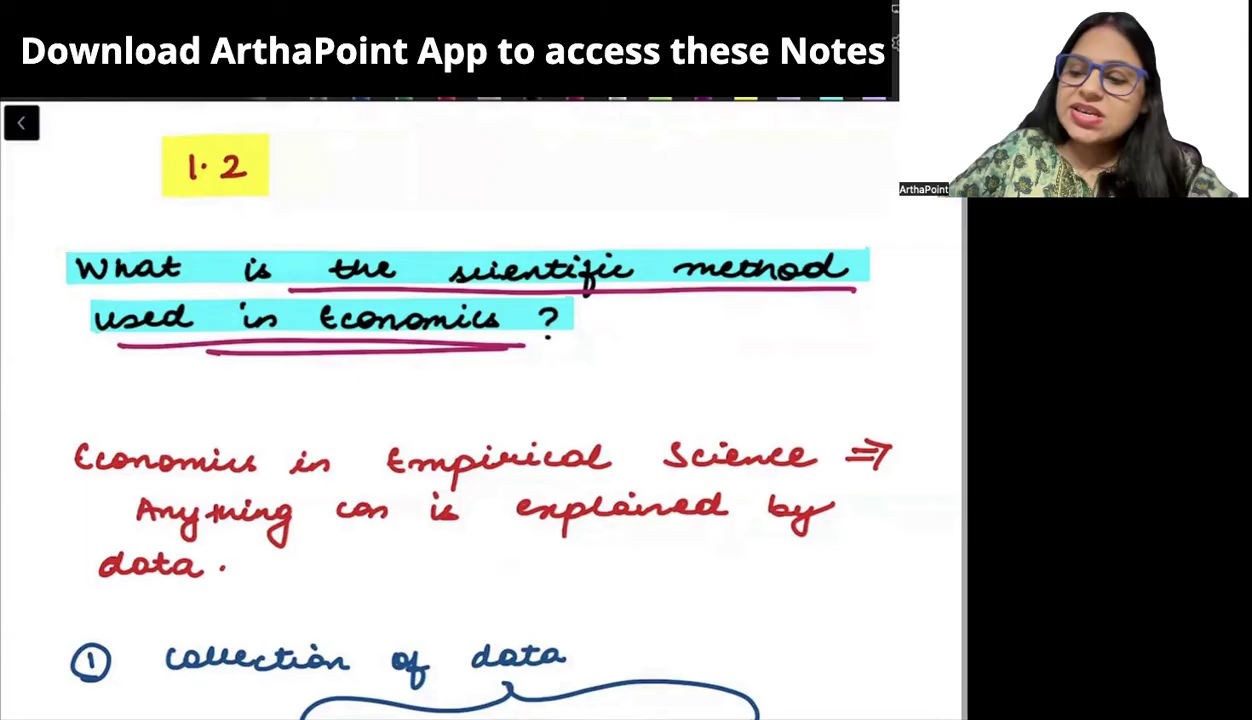 Download ArthaPoint App to access these Notes
ArthaPoint
1.2
What is the scientific method
used in Economics ?
Economics in Empirical Science ⇒
Anything can is explained by
data.
① Collection of data